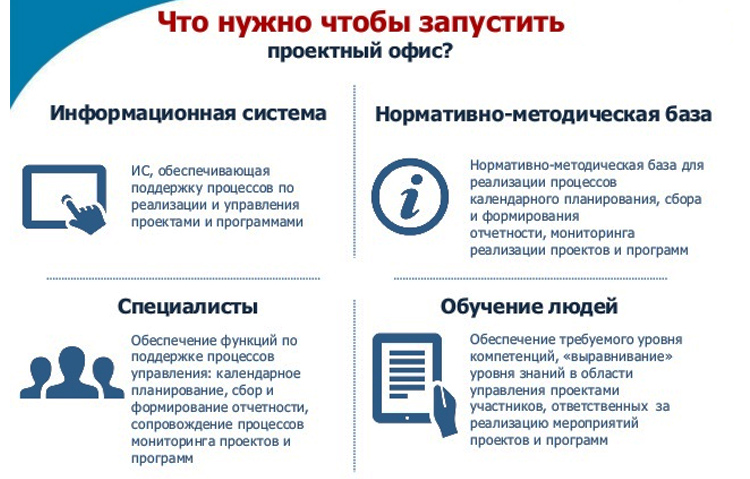 Что нужно чтобы запустить
проектный офис?
Информационная система
ИС, обеспечивающая
поддержку процессов по
реализации и управления
проектами и программами
Нормативно-методическая база
Нормативно-методическая база для
реализации процессов
календарного планирования, сбора
и формирования
отчетности, мониторинга
реализации проектов и программ
Специалисты
Обеспечение функций по
поддержке процессов
управления: календарное
планирование, сбор и
формирование отчетности,
сопровождение процессов
мониторинга проектов и
программ
Обучение людей
Обеспечение требуемого уровня
компетенций, «выравнивание»
уровня знаний в области
управления проектами
участников, ответственных за
реализацию мероприятий
проектов и программ